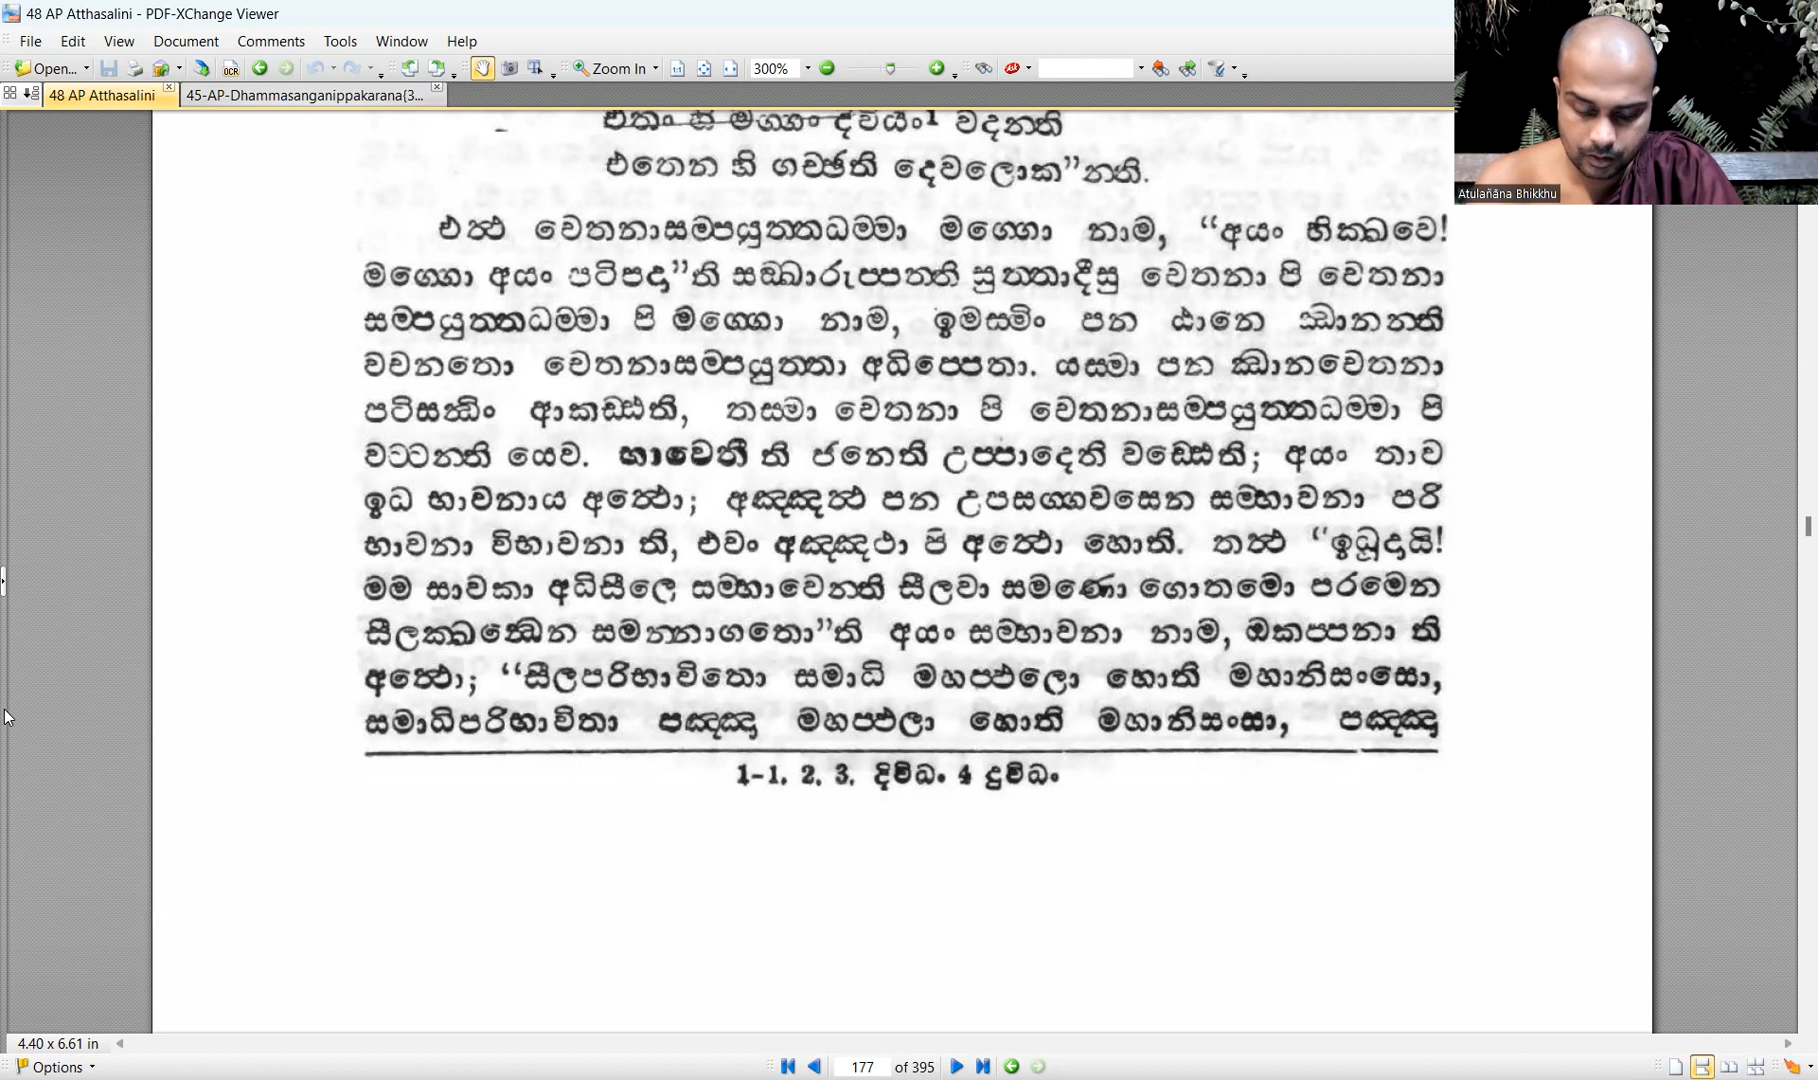 48 AP Atthasalini - PDF-XChange Viewer
File Edit View Document Comments Tools Window Help
Open... OCR Zoom In 300%
48 AP Atthasalini 45-AP-Dhammasanganippakarana{3...
Atulañāna Bhikkhu
එතං හි මග්ගං දිවියං¹ වදන්ති
එතෙන හි ගච්ඡති දෙවලොක”න්ති.
එත්ථ චෙතනාසම්පයුත්තධම්මා මග්ගො නාම, “අයං භික්ඛවෙ!
මග්ගො අයං පටිපදා”ති සඞ්ඛාරුප්පත්ති සුත්තාදීසු චෙතනා පි චෙතනා
සම්පයුත්තධම්මා පි මග්ගො නාම, ඉමස්මිං පන ඨානෙ ඣානන්ති
වචනතො චෙතනාසම්පයුත්තා අධිප්පෙතා. යස්මා පන ඣානචෙතනා
පටිසන්ධිං ආකඩ්ඪති, තස්මා චෙතනා පි චෙතනාසම්පයුත්තධම්මා පි
වට්ටන්ති යෙව. භාවෙතී ති ජනෙති උප්පාදෙති වඩ්ඪෙති; අයං තාව
ඉධ භාවනාය අත්ථො; අඤ්ඤත්ථ පන උපසග්ගවසෙන සම්භාවනා පරි
භාවනා විභාවනා ති, එවං අඤ්ඤථා පි අත්ථො හොති. තත්ථ “ඉධුදායි!
මම සාවකා අධිසීලෙ සම්භාවෙන්ති සීලවා සමණො ගොතමො පරමෙන
සීලක්ඛන්ධෙන සමන්නාගතො”ති අයං සම්භාවනා නාම, ඔකප්පනා ති
අත්ථො; “සීලපරිභාවිතො සමාධි මහප්ඵලො හොති මහානිසංසො,
සමාධිපරිභාවිතා පඤ්ඤා මහප්ඵලා හොති මහානිසංසා, පඤ්ඤා
1-1. 2. 3. දිවිධං. 4 දුවිධං
4.40 x 6.61 in
Options 177 of 395